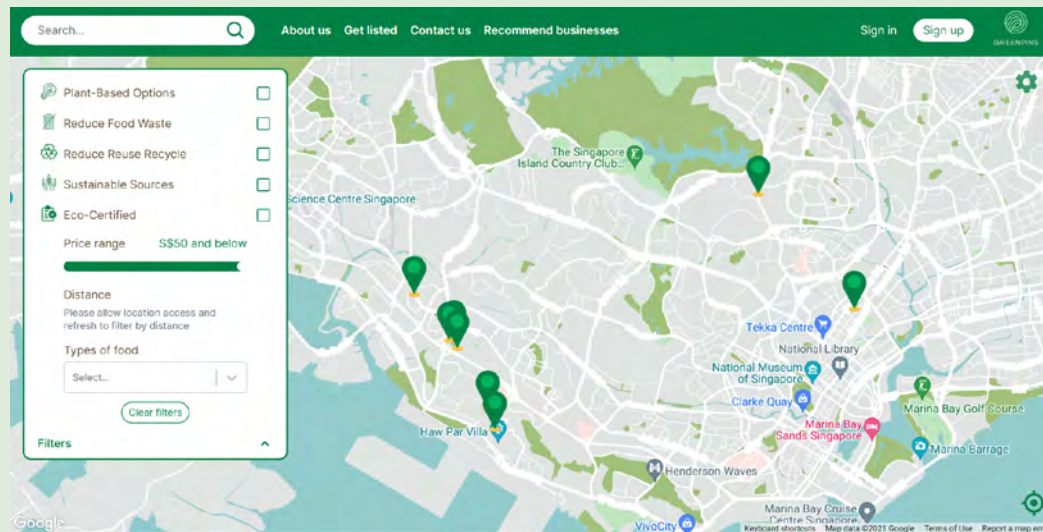 Search...
About us
Get listed
Contact us
Recommend businesses
Sign in
Sign up
GREENPINS
Plant-Based Options
Reduce Food Waste
Reduce Reuse Recycle
Sustainable Sources
Eco-Certified
Price range
S$50 and below
Distance
Please allow location access and
refresh to filter by distance
Types of food
Select...
Clear filters
Filters
The Singapore
Island Country Club...
Science Centre Singapore
Tekka Centre
National Library
National Museum
of Singapore
Clarke Quay
Marina Bay Golf Course
Marina Bay
Sands Singapore
Marina Barrage
Haw Par Villa
Henderson Waves
Marina Bay Cruise
Centre Singapore
VivoCity
Google
Keyboard shortcuts
Map data ©2021 Google
Terms of Use
Report a map